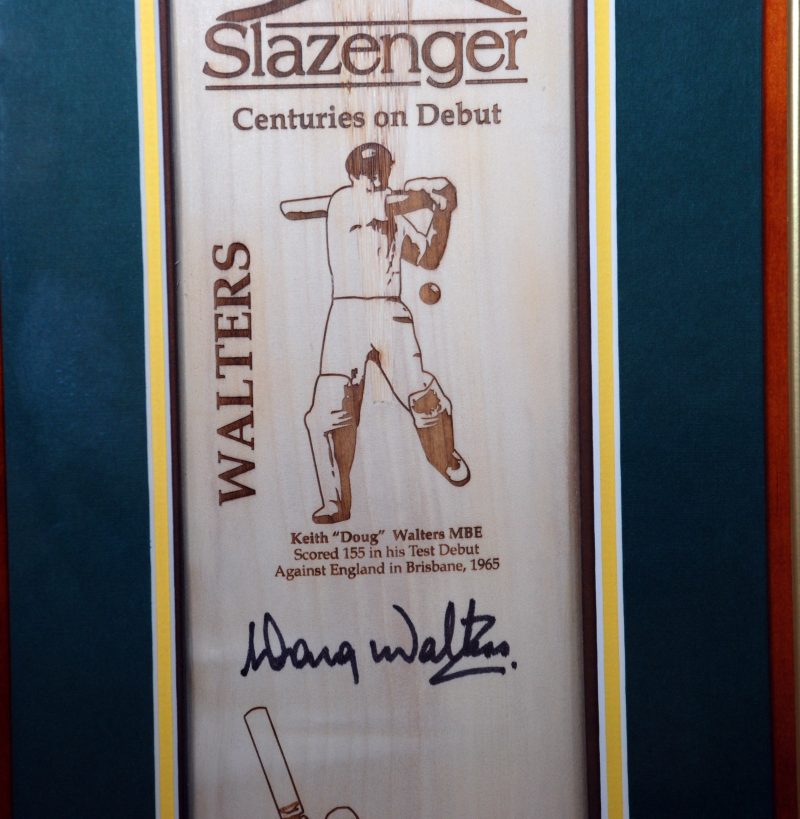 Slazenger
Centuries on Debut
WALTERS
Keith "Doug" Walters MBE
Scored 155 in his Test Debut
Against England in Brisbane, 1965
Doug Walters.